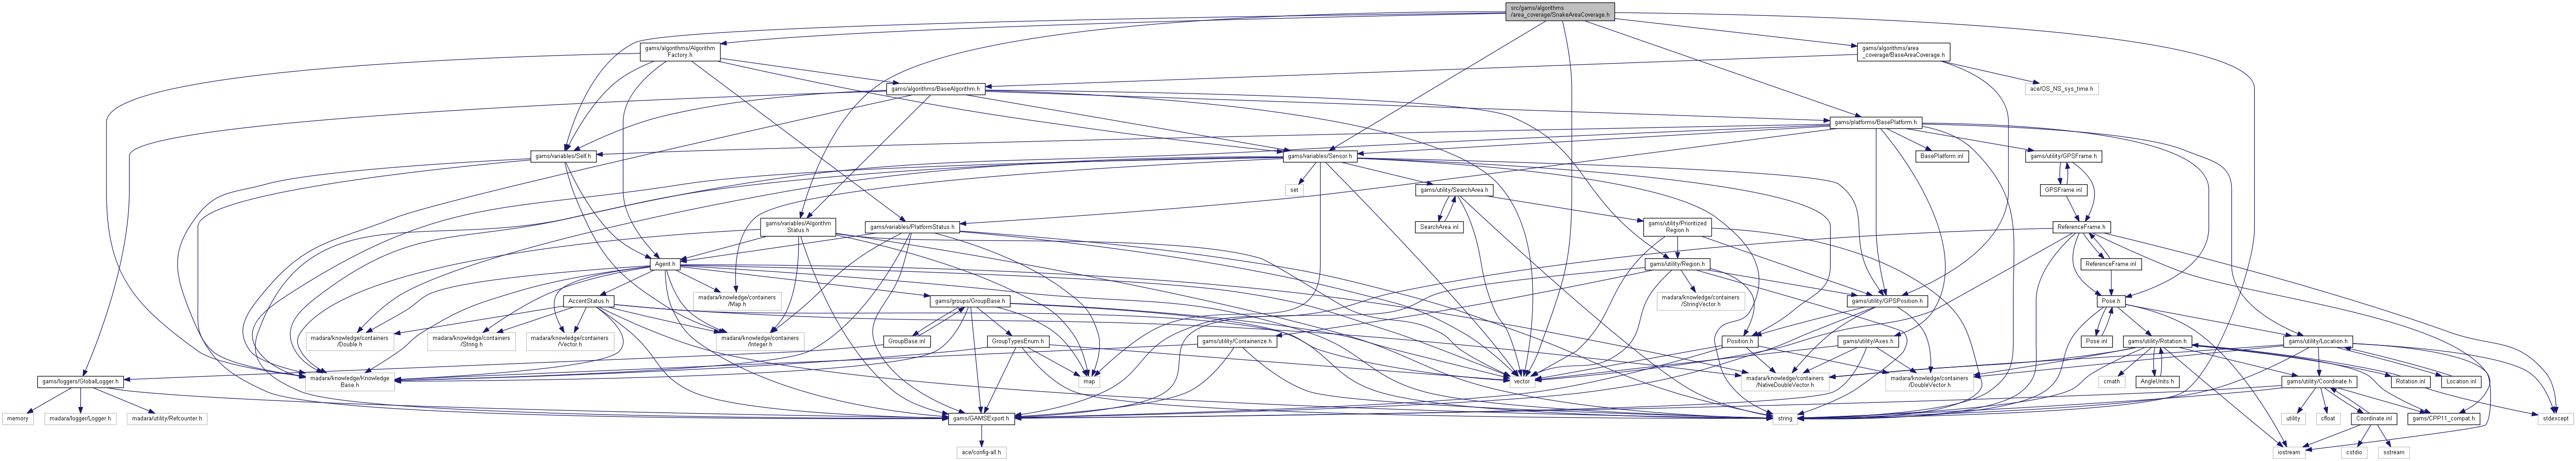 src/gams/algorithms
/area_coverage/SnakeAreaCoverage.h
gams/algorithms/Algorithm
Factory.h
gams/algorithms/area
_coverage/BaseAreaCoverage.h
gams/algorithms/BaseAlgorithm.h
ace/OS_NS_sys_time.h
gams/platforms/BasePlatform.h
gams/variables/Self.h
gams/variables/Sensor.h
BasePlatform.inl
gams/utility/GPSFrame.h
set
gams/utility/SearchArea.h
GPSFrame.inl
gams/variables/Algorithm
Status.h
gams/variables/PlatformStatus.h
SearchArea.inl
gams/utility/Prioritized
Region.h
ReferenceFrame.h
Agent.h
gams/utility/Region.h
ReferenceFrame.inl
AccentStatus.h
madara/knowledge/containers
/Map.h
gams/groups/GroupBase.h
madara/knowledge/containers
/StringVector.h
gams/utility/GPSPosition.h
Pose.h
madara/knowledge/containers
/Double.h
madara/knowledge/containers
/String.h
madara/knowledge/containers
/Vector.h
madara/knowledge/containers
/Integer.h
GroupBase.inl
GroupTypesEnum.h
gams/utility/Containerize.h
Position.h
gams/utility/Axes.h
Pose.inl
gams/utility/Rotation.h
gams/utility/Location.h
gams/loggers/GlobalLogger.h
madara/knowledge/Knowledge
Base.h
map
vector
madara/knowledge/containers
/NativeDoubleVector.h
madara/knowledge/containers
/DoubleVector.h
cmath
AngleUnits.h
gams/utility/Coordinate.h
Rotation.inl
Location.inl
memory
madara/logger/Logger.h
madara/utility/Refcounter.h
gams/GAMSExport.h
string
utility
cfloat
Coordinate.inl
gams/CPP11_compat.h
stdexcept
ace/config-all.h
iostream
cstdio
sstream